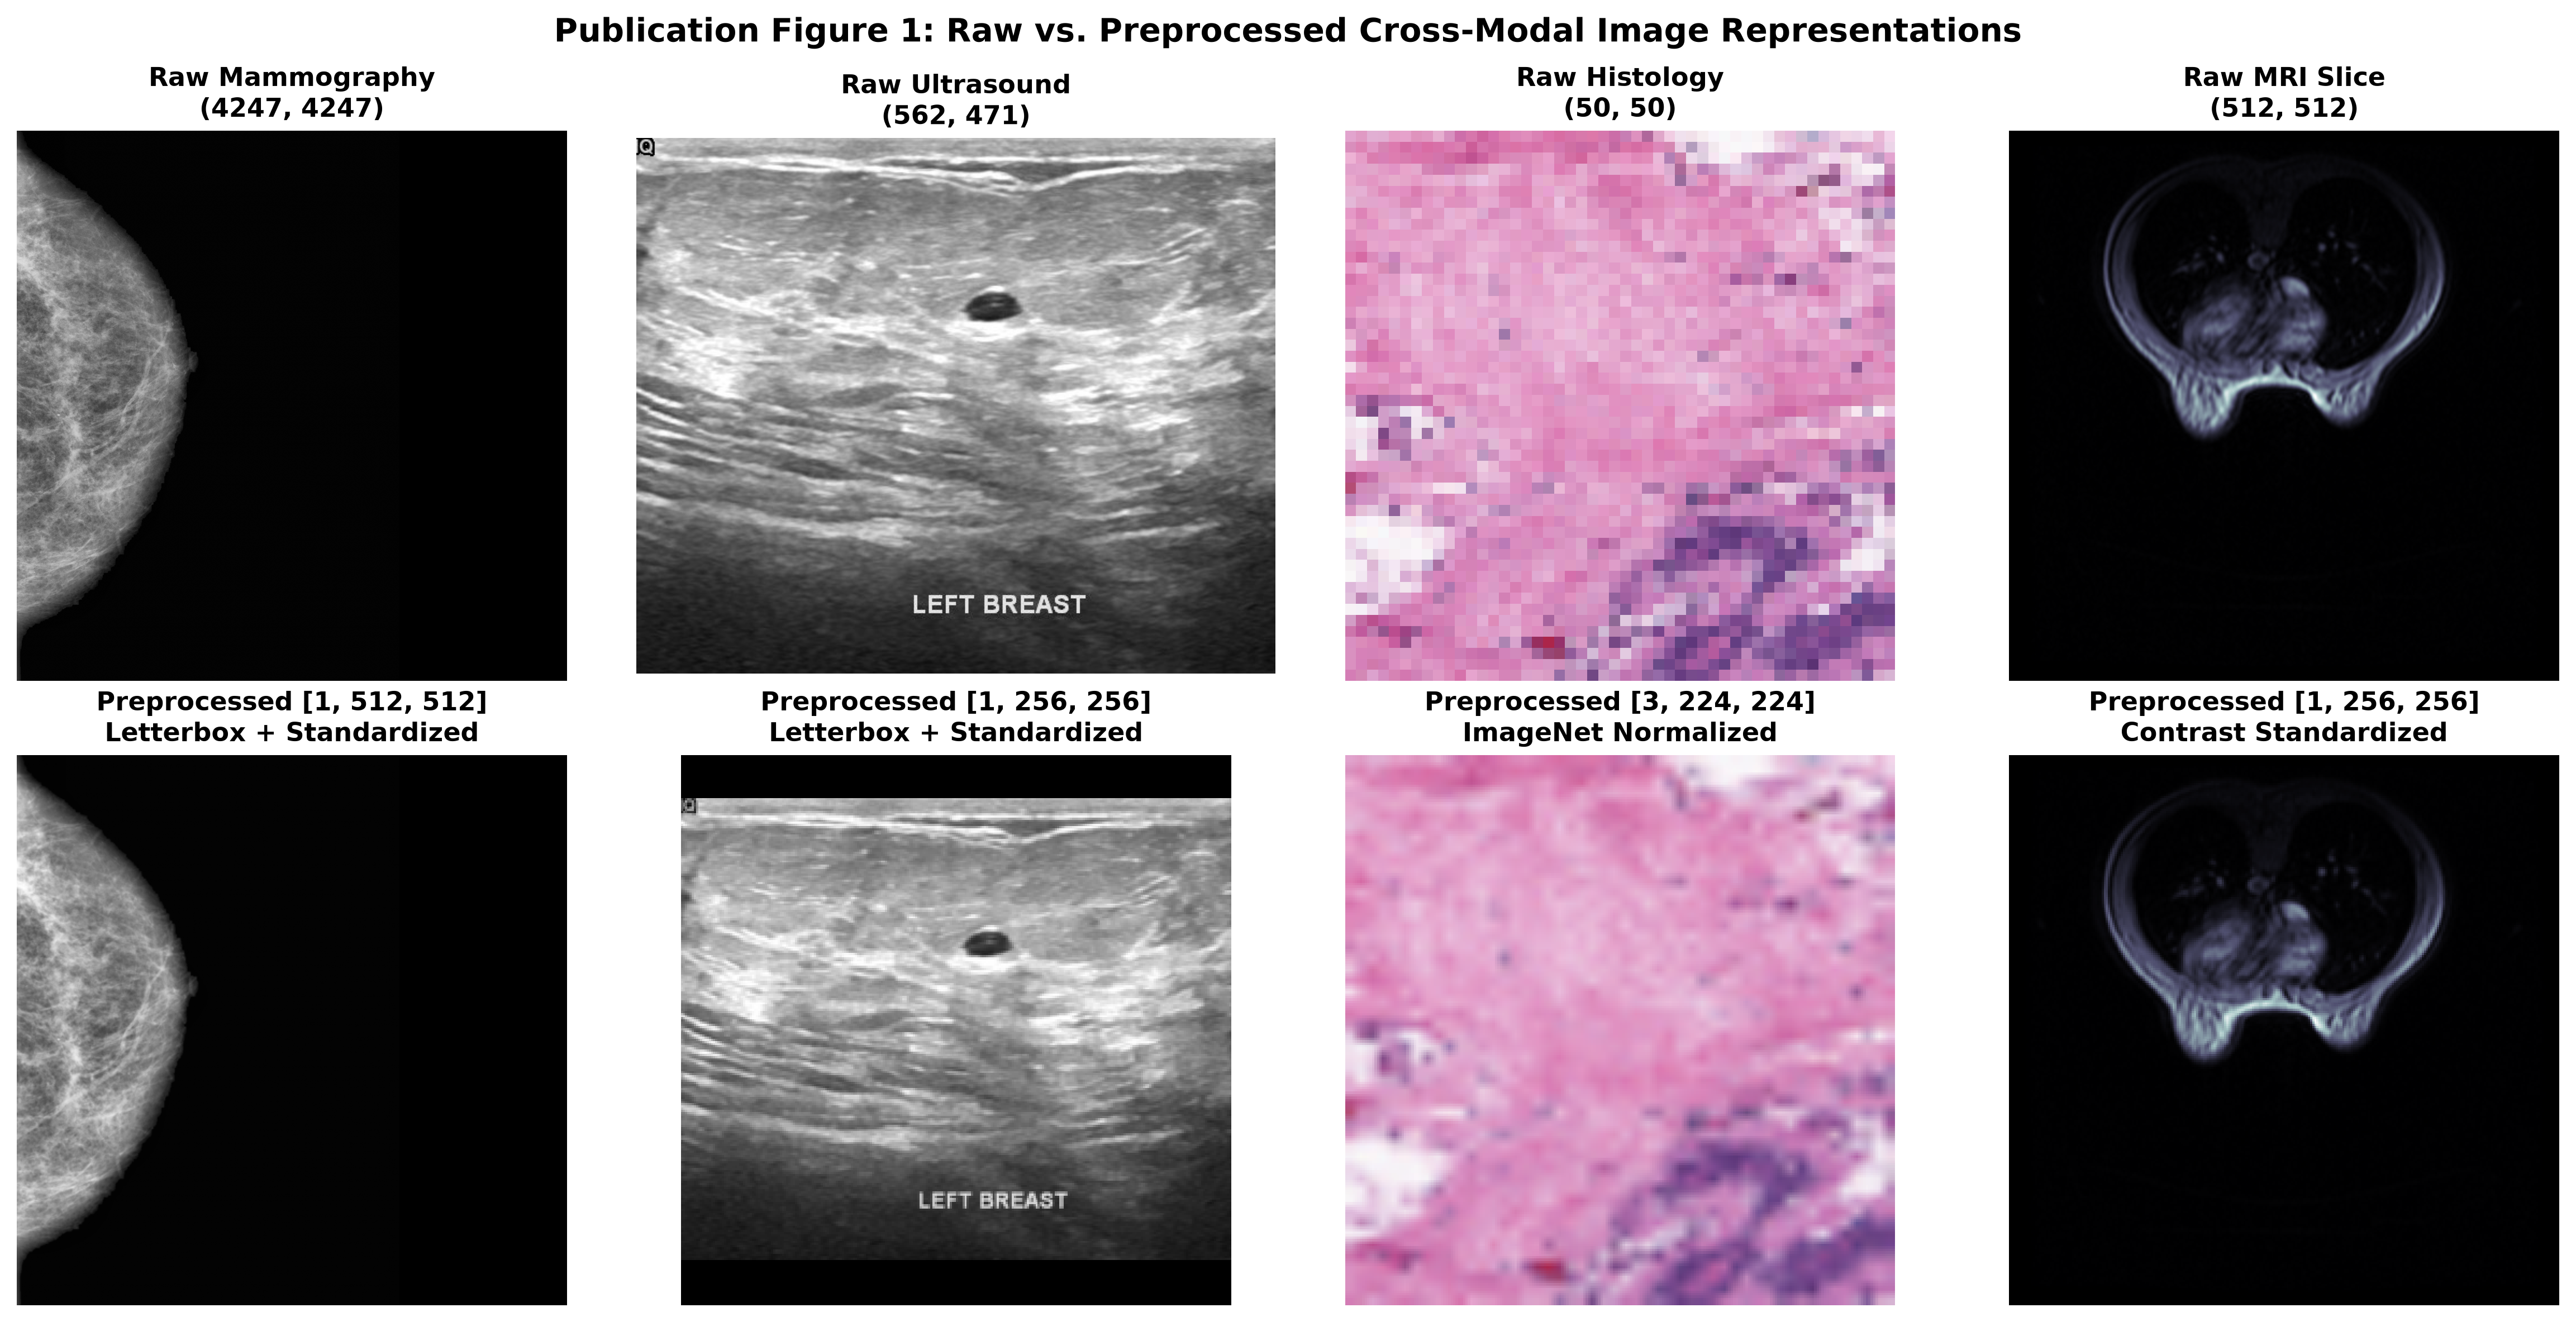 Publication Figure 1: Raw vs. Preprocessed Cross-Modal Image Representations
Raw Mammography
(4247, 4247)
Raw Ultrasound
(562, 471)
Raw Histology
(50, 50)
Raw MRI Slice
(512, 512)
LEFT BREAST
Preprocessed [1, 512, 512]
Letterbox + Standardized
Preprocessed [1, 256, 256]
Letterbox + Standardized
Preprocessed [3, 224, 224]
ImageNet Normalized
Preprocessed [1, 256, 256]
Contrast Standardized
LEFT BREAST